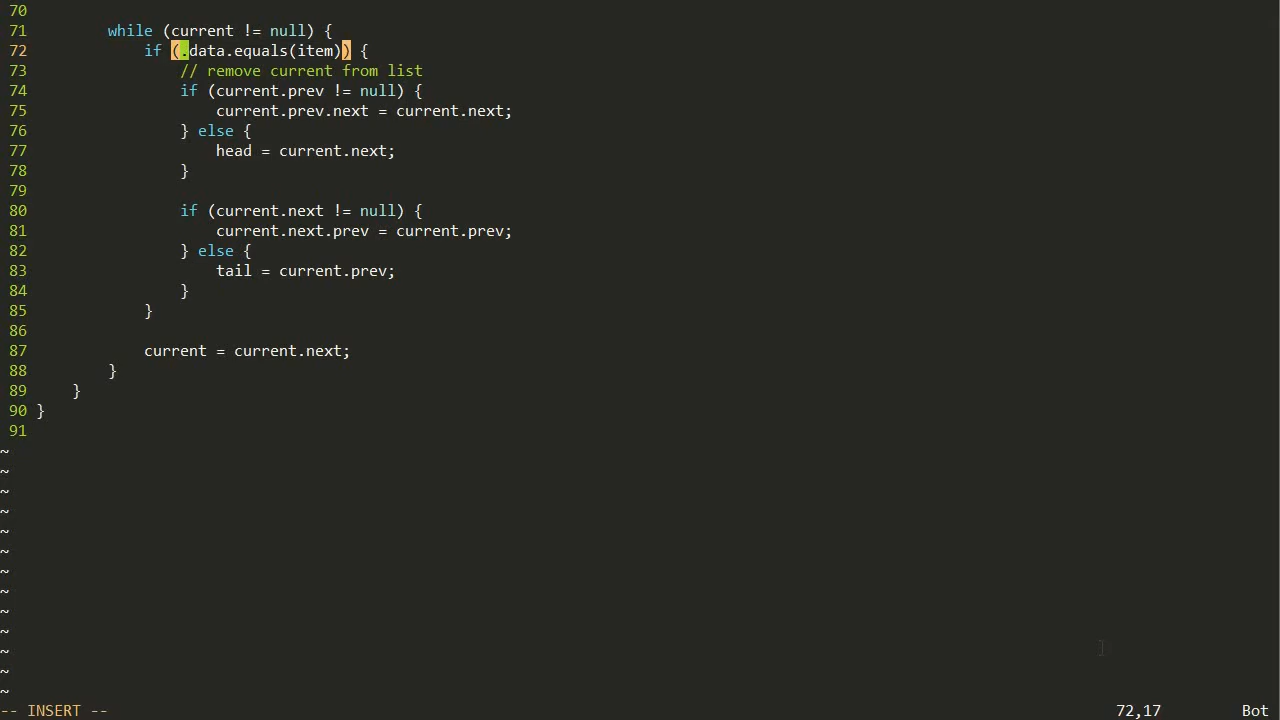 70
71         while (current != null) {
72             if (.data.equals(item)) {
73                 // remove current from list
74                 if (current.prev != null) {
75                     current.prev.next = current.next;
76                 } else {
77                     head = current.next;
78                 }
79
80                 if (current.next != null) {
81                     current.next.prev = current.prev;
82                 } else {
83                     tail = current.prev;
84                 }
85             }
86
87             current = current.next;
88         }
89     }
90 }
91
~
~
~
~
~
~
~
~
~
~
~
~
~
-- INSERT -- 72,17 Bot